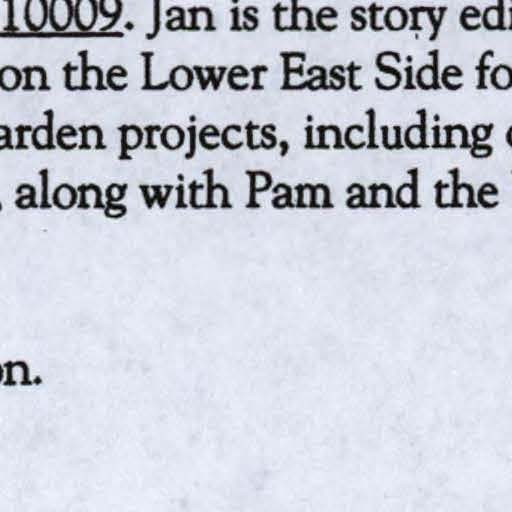 10009. Jan is the story edi
on the Lower East Side fo
arden projects, including
along with Pam and the
on.